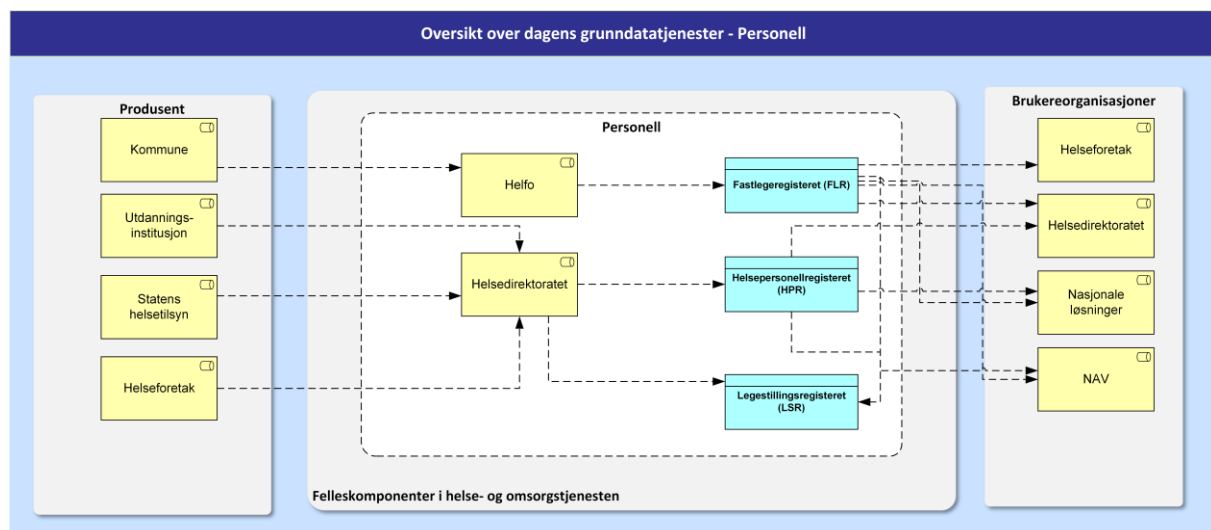 Oversikt over dagens grunndatatjenester - Personell
Produsent
Kommune
Utdannings-
institusjon
Statens
helsetilsyn
Helseforetak
Personell
Helfo
Helsedirektoratet
Fastlegeregisteret (FLR)
Helsepersonellregisteret
(HPR)
Legestillingsregisteret
(LSR)
Felleskomponenter i helse- og omsorgstjenesten
Brukereorganisasjoner
Helseforetak
Helsedirektoratet
Nasjonale
løsninger
NAV